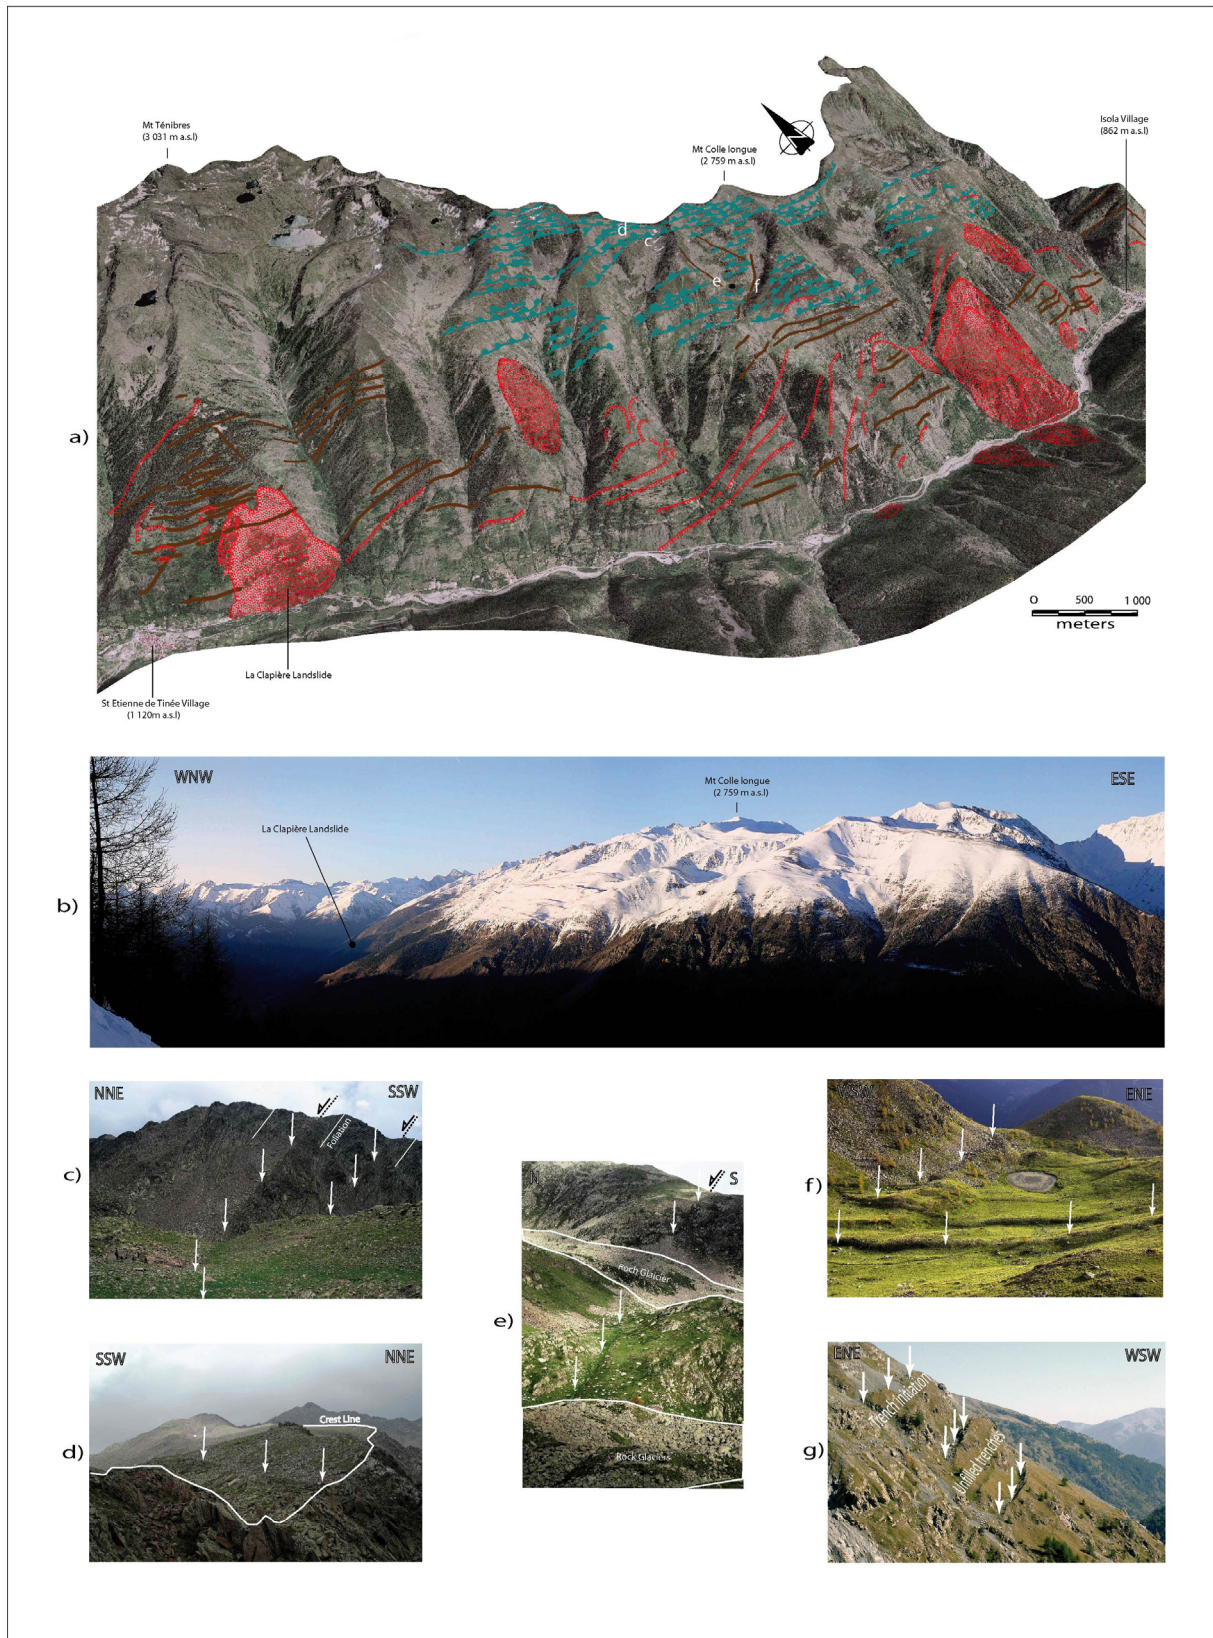 Mt Ténibres
(3 031 m a.s.l)
Mt Colle longue
(2 759 m a.s.l)
Isola Village
(862 m a.s.l)
d
c
e
f
a)
0 500 1 000
meters
La Clapière Landslide
St Etienne de Tinée Village
(1 120m a.s.l)
WNW
Mt Colle longue
(2 759 m a.s.l)
ESE
La Clapière Landslide
b)
NNE
SSW
Foliation
c)
WSW
ENE
f)
N
S
Roch Glacier
e)
Rock Glaciers
SSW
NNE
Crest Line
d)
ENE
WSW
Trench initiation
Unfilled trenches
g)